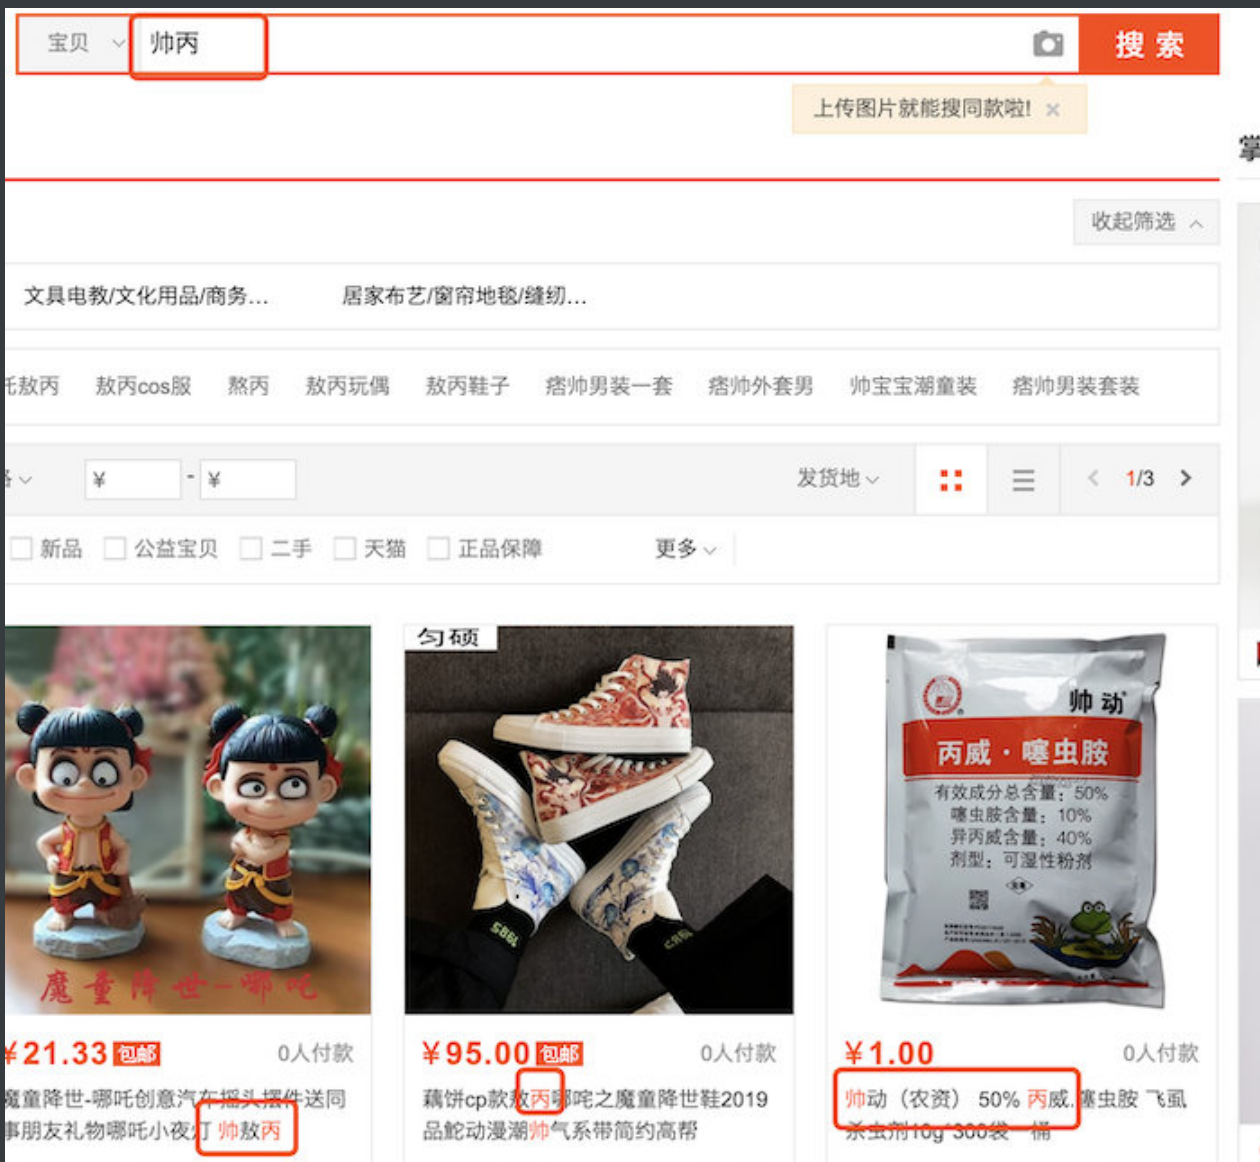 宝贝 帅丙 搜索
上传图片就能搜同款啦! ×
掌
收起筛选
文具电教/文化用品/商务... 居家布艺/窗帘地毯/缝纫...
托敖丙 敖丙cos服 熬丙 敖丙玩偶 敖丙鞋子 痞帅男装一套 痞帅外套男 帅宝宝潮童装 痞帅男装套装
¥ - ¥ 发货地 1/3
新品 公益宝贝 二手 天猫 正品保障 更多
魔童降世-哪吒
匀硕
1986
1986
帅动
丙威·噻虫胺
有效成分总含量：50%
噻虫胺含量：10%
异丙威含量：40%
剂型：可湿性粉剂
¥21.33 包邮 0人付款
魔童降世-哪吒创意汽车摇头摆件送同
事朋友礼物哪吒小夜灯 帅敖丙
¥95.00 包邮 0人付款
藕饼cp款敖丙哪咤之魔童降世鞋2019
品鮀动漫潮帅气系带简约高帮
¥1.00 0人付款
帅动（农资） 50% 丙威.噻虫胺 飞虱
杀虫剂10g*300袋一桶